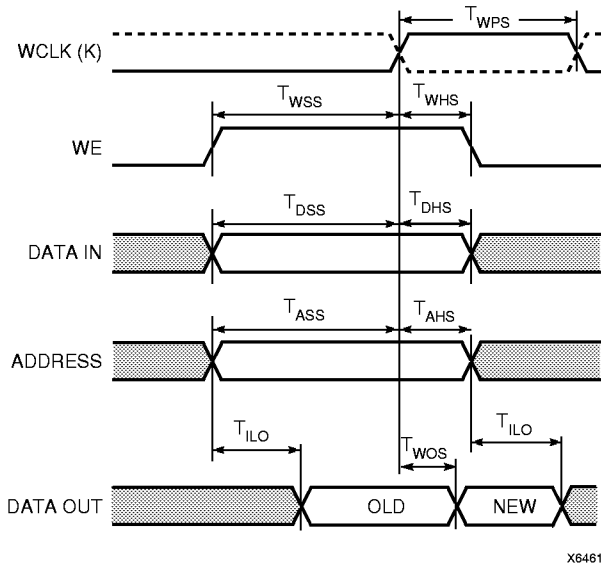 T_WPS
WCLK (K)
T_WSS T_WHS
WE
T_DSS T_DHS
DATA IN
T_ASS T_AHS
ADDRESS
T_ILO T_WOS T_ILO
DATA OUT OLD NEW
X6461